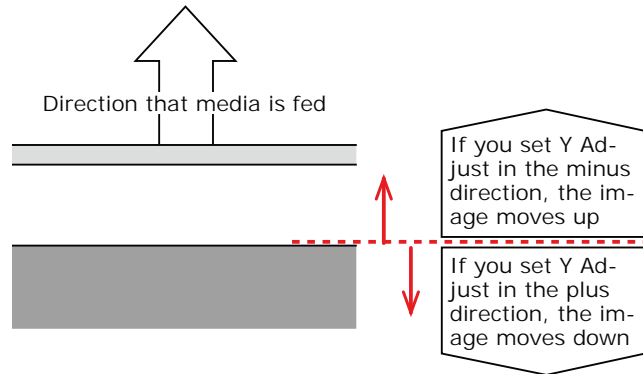 Direction that media is fed
If you set Y Ad-
just in the minus
direction, the im-
age moves up
If you set Y Ad-
just in the plus
direction, the im-
age moves down